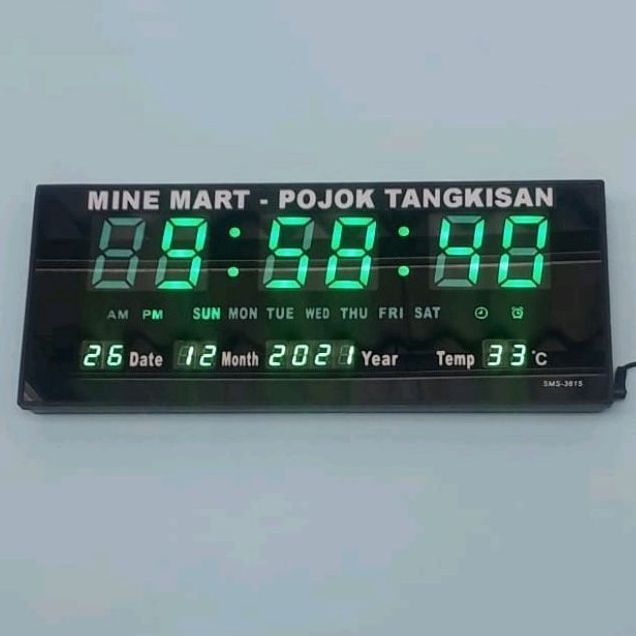 MINE MART - POJOK TANGKISAN
9:58:40
AM PM SUN MON TUE WED THU FRI SAT
26 Date 12 Month 2021 Year Temp 33°C
SMS-3615